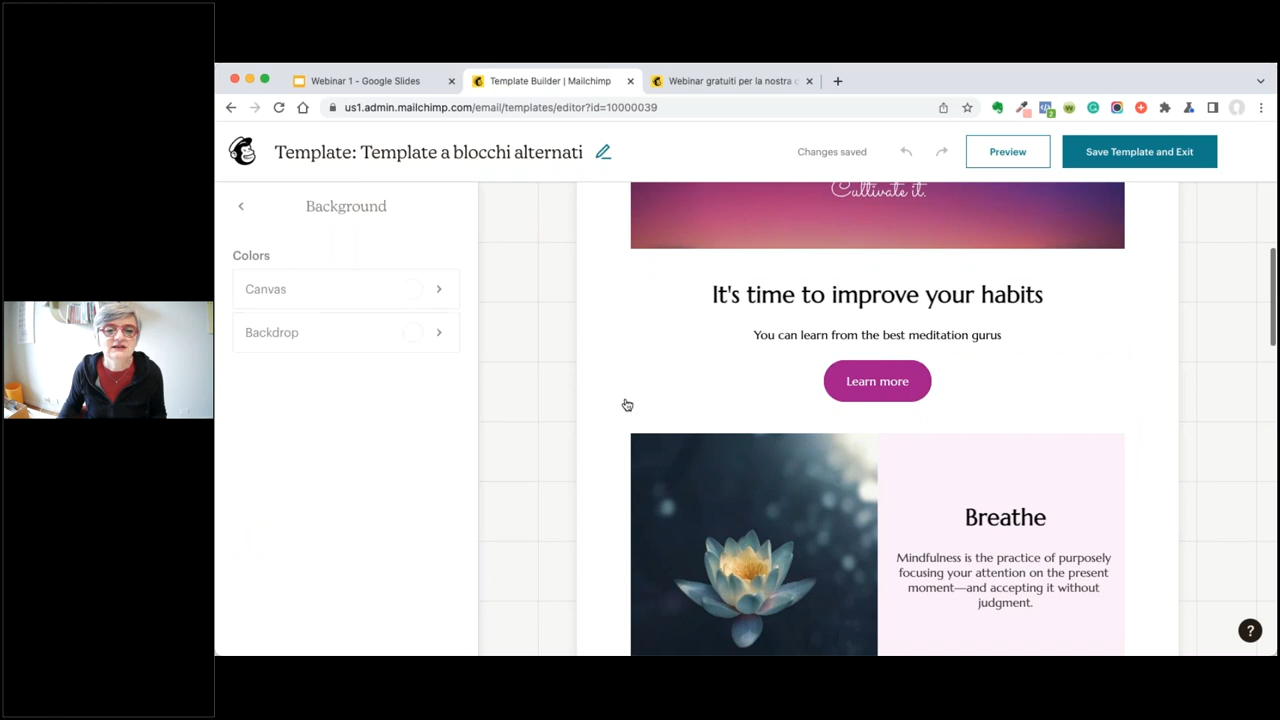 Webinar 1 - Google Slides
Template Builder | Mailchimp
Webinar gratuiti per la nostra c
us1.admin.mailchimp.com/email/templates/editor?id=10000039
Template: Template a blocchi alternati
Changes saved
Preview
Save Template and Exit
Background
Colors
Canvas
Backdrop
Cultivate it.
It's time to improve your habits
You can learn from the best meditation gurus
Learn more
Breathe
Mindfulness is the practice of purposely
focusing your attention on the present
moment—and accepting it without
judgment.
?